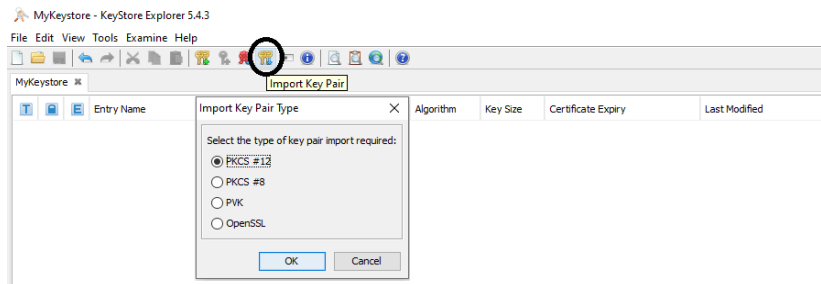 MyKeystore - KeyStore Explorer 5.4.3
File Edit View Tools Examine Help
Import Key Pair
MyKeystore
T E Entry Name Algorithm Key Size Certificate Expiry Last Modified
Import Key Pair Type
Select the type of key pair import required:
PKCS #12
PKCS #8
PVK
OpenSSL
OK Cancel